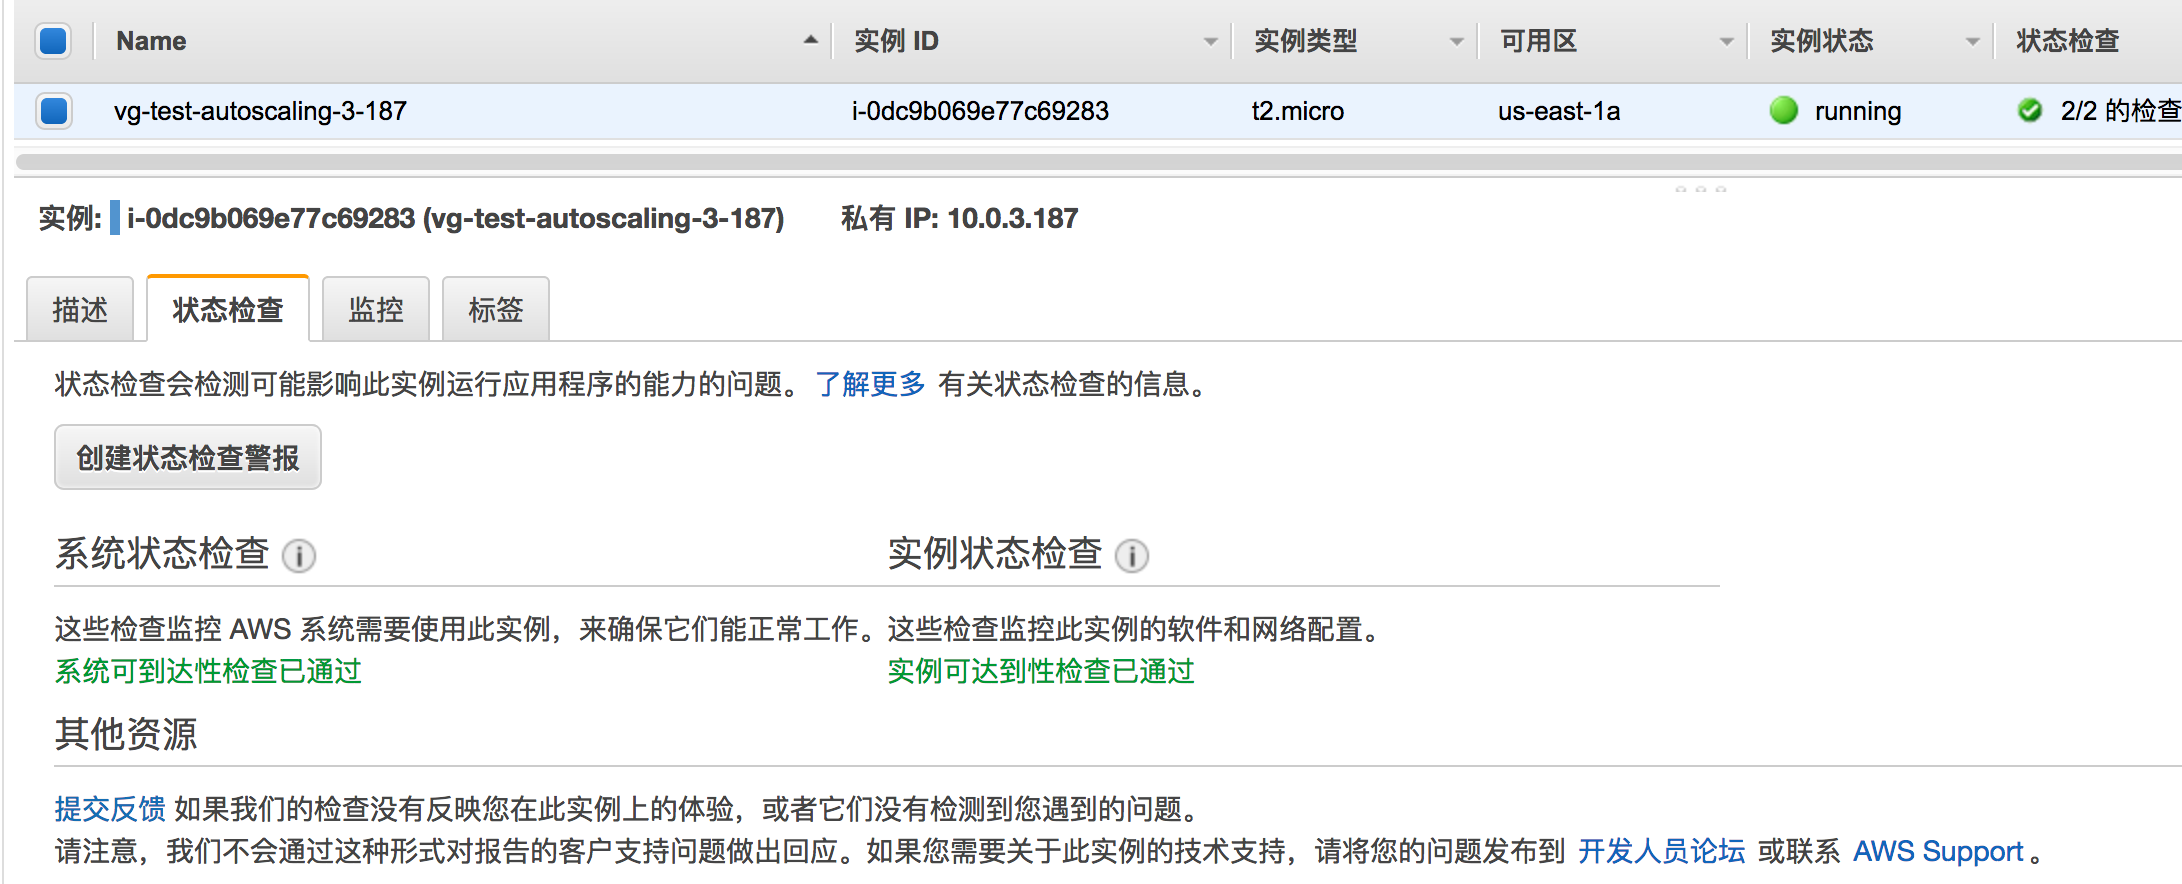 Name 实例 ID 实例类型 可用区 实例状态 状态检查
vg-test-autoscaling-3-187 i-0dc9b069e77c69283 t2.micro us-east-1a running 2/2 的检查
实例: i-0dc9b069e77c69283 (vg-test-autoscaling-3-187) 私有 IP: 10.0.3.187
描述 状态检查 监控 标签
状态检查会检测可能影响此实例运行应用程序的能力的问题。 了解更多 有关状态检查的信息。
创建状态检查警报
系统状态检查 实例状态检查
这些检查监控 AWS 系统需要使用此实例，来确保它们能正常工作。 这些检查监控此实例的软件和网络配置。
系统可到达性检查已通过 实例可达到性检查已通过
其他资源
提交反馈 如果我们的检查没有反映您在此实例上的体验，或者它们没有检测到您遇到的问题。
请注意，我们不会通过这种形式对报告的客户支持问题做出回应。如果您需要关于此实例的技术支持，请将您的问题发布到 开发人员论坛 或联系 AWS Support。